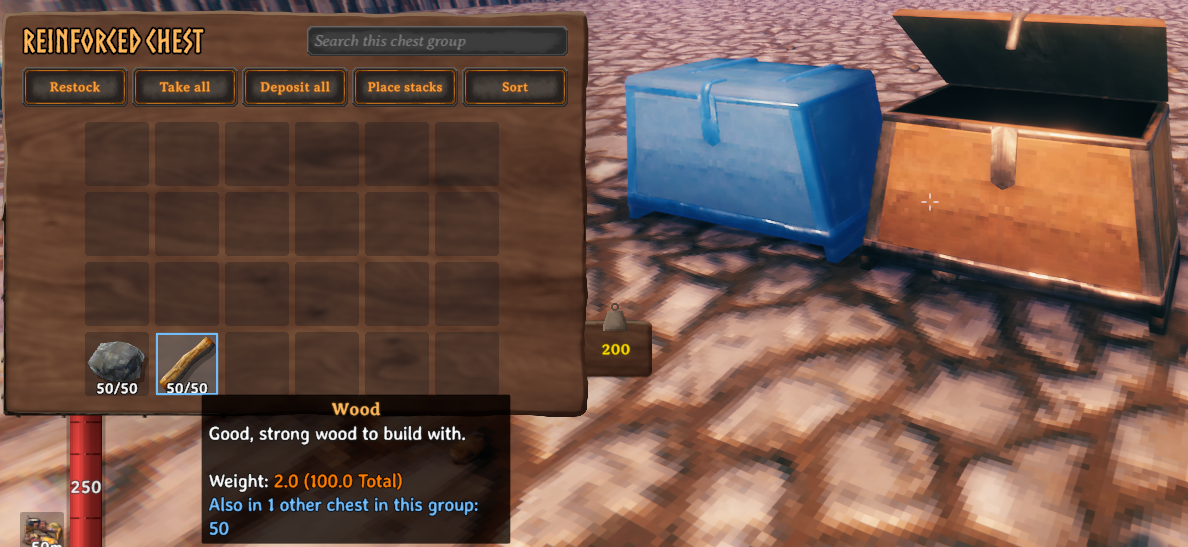 REINFORCED CHEST
Search this chest group
Restock
Take all
Deposit all
Place stacks
Sort
50/50
50/50
200
Wood
Good, strong wood to build with.
Weight: 2.0 (100.0 Total)
Also in 1 other chest in this group:
50
250
50m